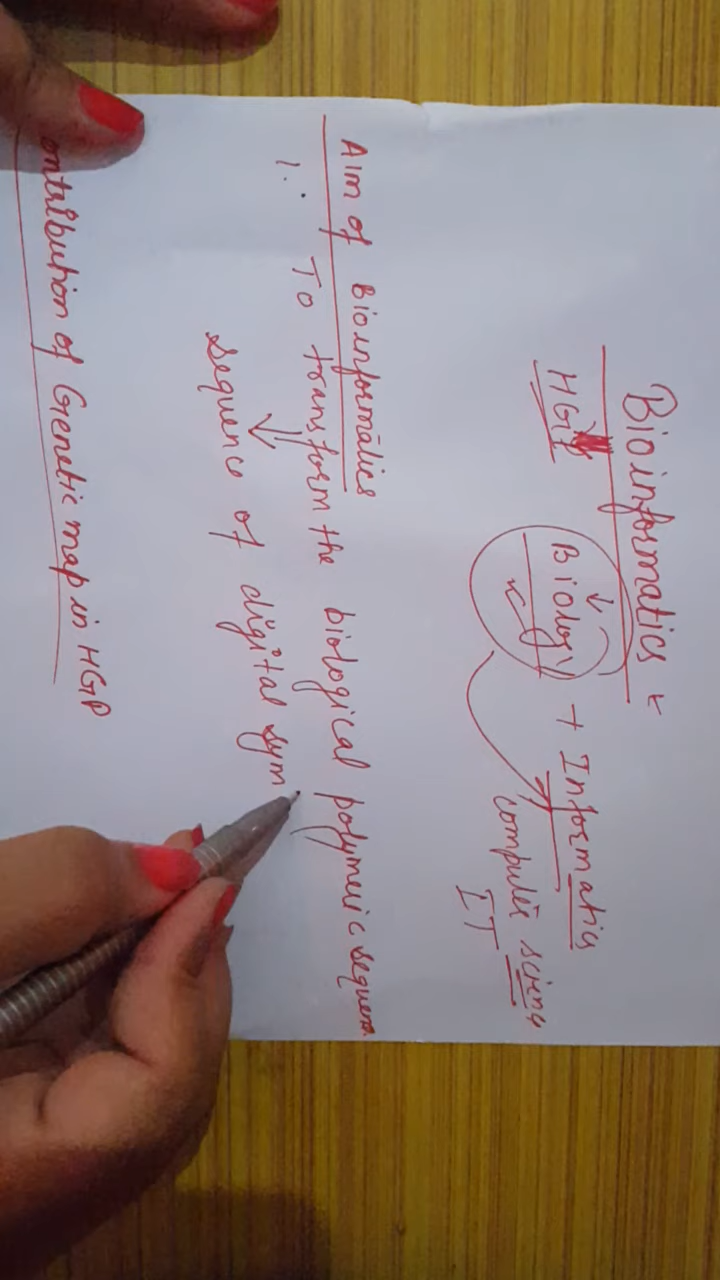 Bioinformatics
HGP
Biology + Informatics
computer science
IT
Aim of Bioinformatics
1.
To transform the biological polymeric sequence
sequence of digital sym
ontribution of Genetic map in HGP